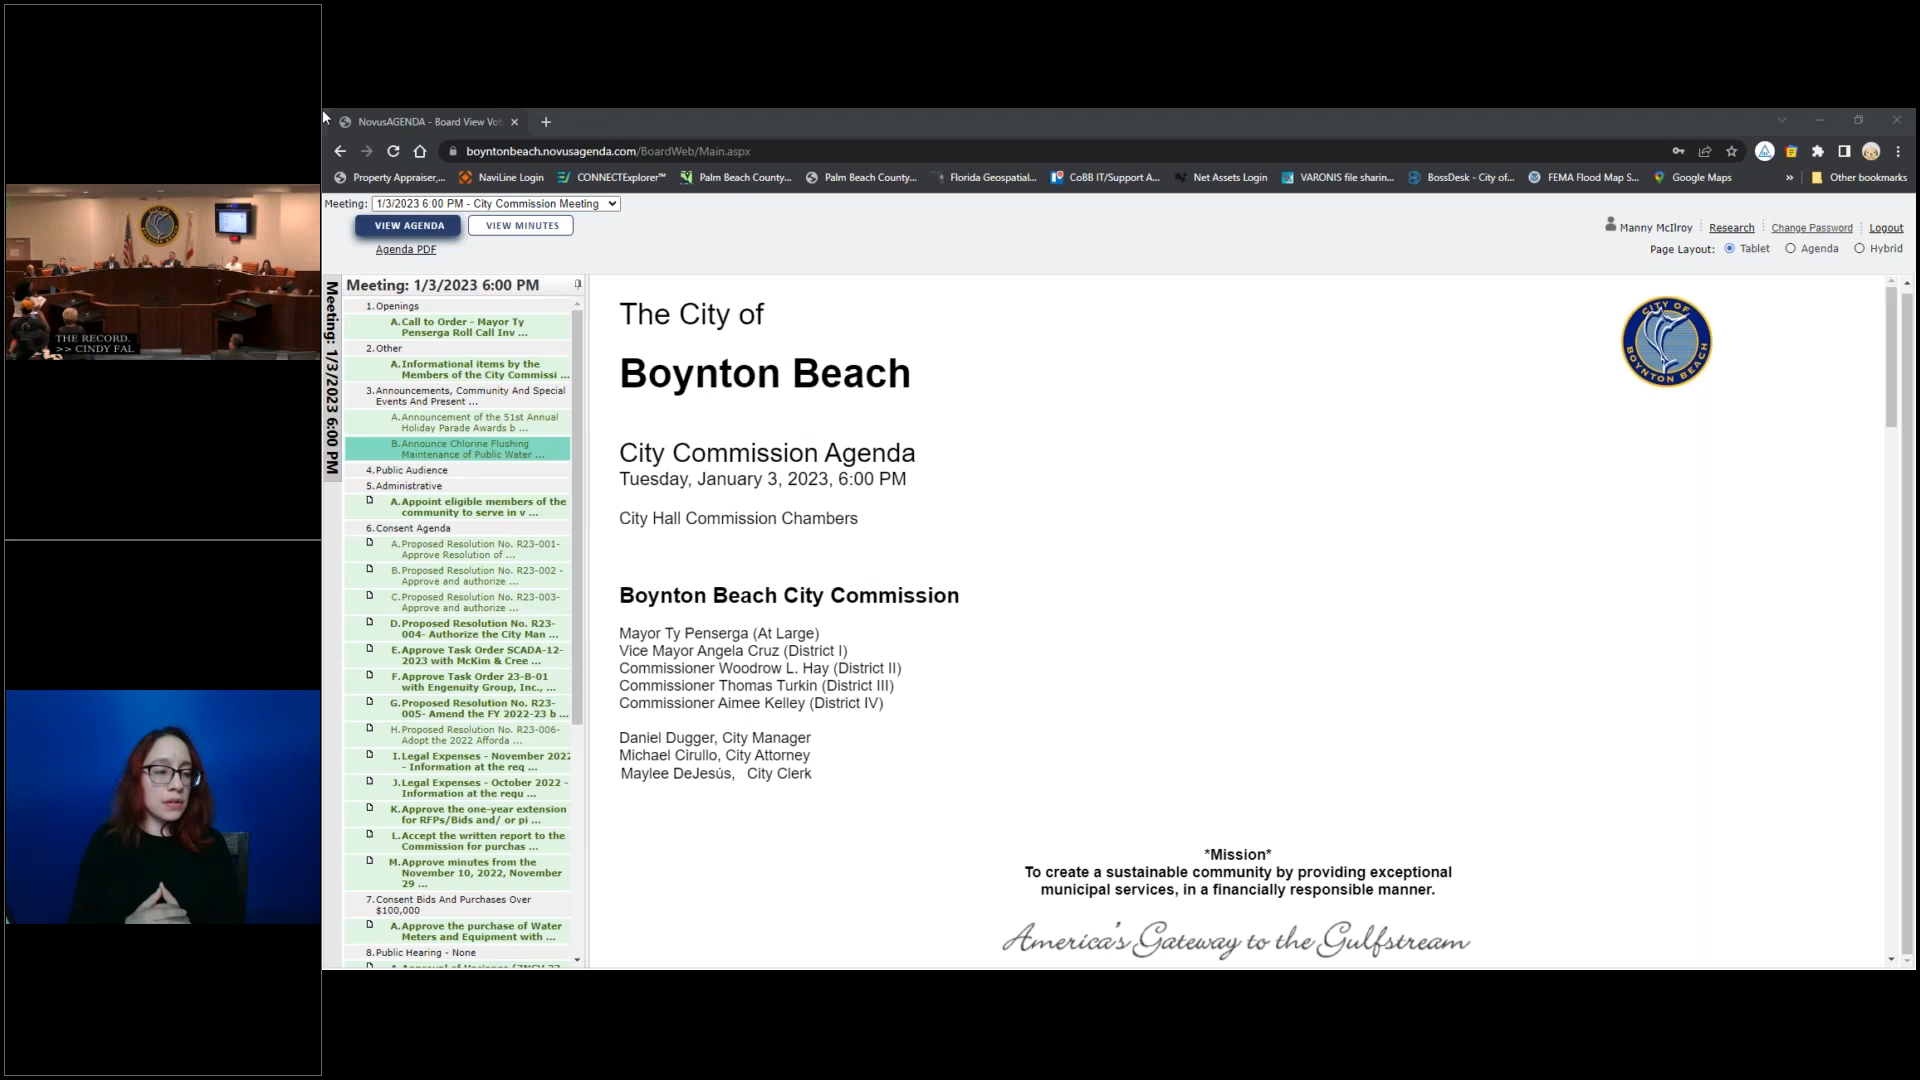 THE RECORD.
>> CINDY FAL
NovusAGENDA - Board View Vot
boyntonbeach.novusagenda.com/BoardWeb/Main.aspx
Property Appraiser,... NaviLine Login CONNECTExplorer™ Palm Beach County... Palm Beach County... Florida Geospatial... CoBB IT/Support A... Net Assets Login VARONIS file sharin... BossDesk - City of... FEMA Flood Map S... Google Maps » Other bookmarks
Meeting: 1/3/2023 6:00 PM - City Commission Meeting
VIEW AGENDA VIEW MINUTES
Agenda PDF
Manny McIlroy Research Change Password Logout
Page Layout: Tablet Agenda Hybrid
Meeting: 1/3/2023 6:00 PM
Meeting: 1/3/2023 6:00 PM
1.Openings
A.Call to Order - Mayor Ty
Penserga Roll Call Inv ...
2.Other
A.Informational items by the
Members of the City Commissi ...
3.Announcements, Community And Special
Events And Present ...
A.Announcement of the 51st Annual
Holiday Parade Awards b ...
B.Announce Chlorine Flushing
Maintenance of Public Water ...
4.Public Audience
5.Administrative
A.Appoint eligible members of the
community to serve in v ...
6.Consent Agenda
A.Proposed Resolution No. R23-001-
Approve Resolution of ...
B.Proposed Resolution No. R23-002 -
Approve and authorize ...
C.Proposed Resolution No. R23-003-
Approve and authorize ...
D.Proposed Resolution No. R23-
004- Authorize the City Man ...
E.Approve Task Order SCADA-12-
2023 with McKim & Cree ...
F.Approve Task Order 23-B-01
with Engenuity Group, Inc., ...
G.Proposed Resolution No. R23-
005- Amend the FY 2022-23 b ...
H.Proposed Resolution No. R23-006-
Adopt the 2022 Afforda ...
I.Legal Expenses - November 2022
- Information at the req ...
J.Legal Expenses - October 2022 -
Information at the requ ...
K.Approve the one-year extension
for RFPs/Bids and/ or pi ...
L.Accept the written report to the
Commission for purchas ...
M.Approve minutes from the
November 10, 2022, November
29 ...
7.Consent Bids And Purchases Over
$100,000
A.Approve the purchase of Water
Meters and Equipment with ...
8.Public Hearing - None
The City of
Boynton Beach
CITY OF
BOYNTON BEACH
City Commission Agenda
Tuesday, January 3, 2023, 6:00 PM
City Hall Commission Chambers
Boynton Beach City Commission
Mayor Ty Penserga (At Large)
Vice Mayor Angela Cruz (District I)
Commissioner Woodrow L. Hay (District II)
Commissioner Thomas Turkin (District III)
Commissioner Aimee Kelley (District IV)
Daniel Dugger, City Manager
Michael Cirullo, City Attorney
Maylee DeJesús, City Clerk
*Mission*
To create a sustainable community by providing exceptional
municipal services, in a financially responsible manner.
America's Gateway to the Gulfstream